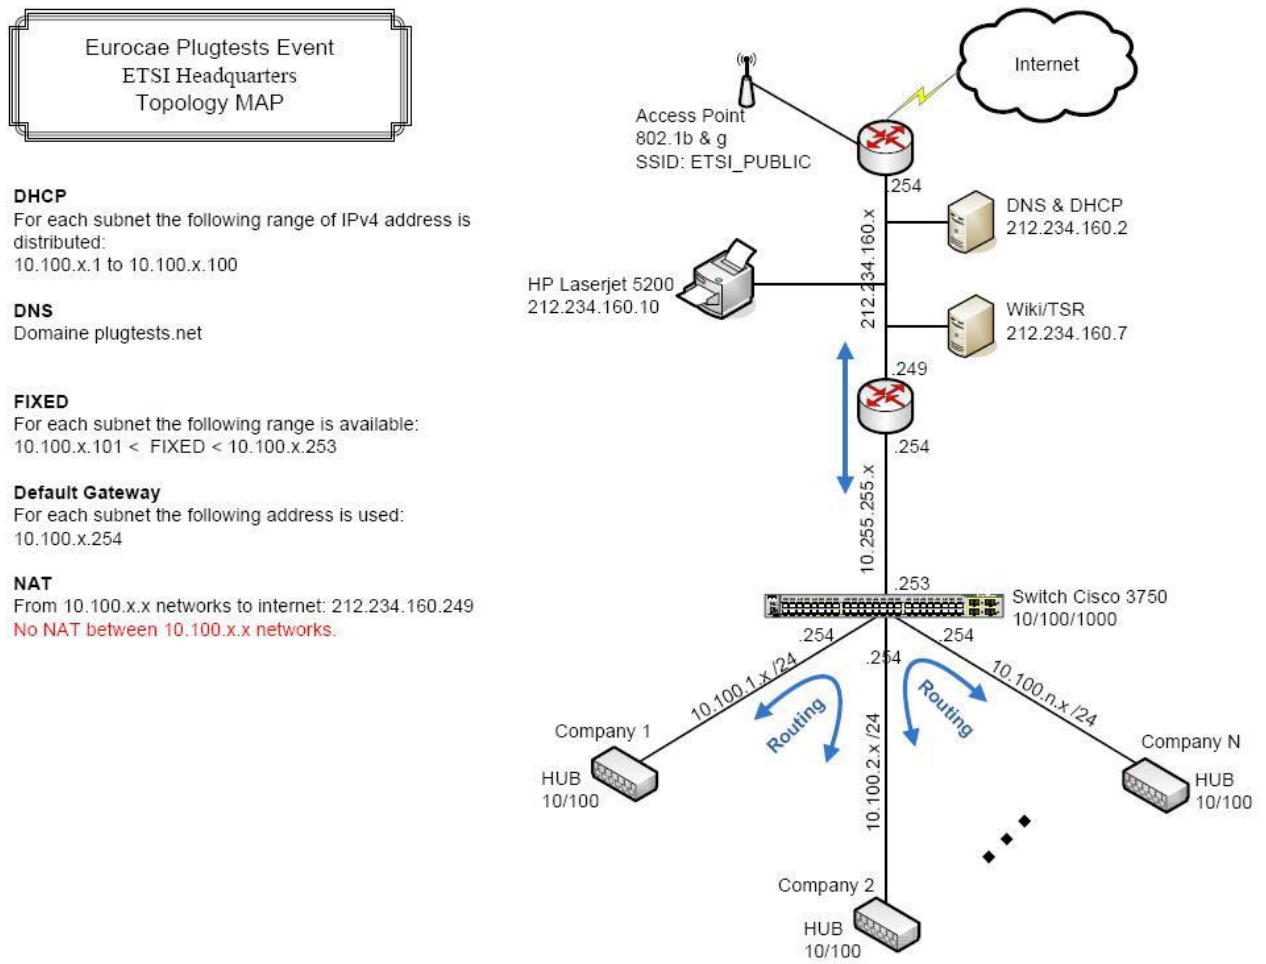 Eurocae Plugtests Event
ETSI Headquarters
Topology MAP
DHCP
For each subnet the following range of IPv4 address is
distributed:
10.100.x.1 to 10.100.x.100
DNS
Domaine plugtests.net
FIXED
For each subnet the following range is available:
10.100.x.101 < FIXED < 10.100.x.253
Default Gateway
For each subnet the following address is used:
10.100.x.254
NAT
From 10.100.x.x networks to internet: 212.234.160.249
No NAT between 10.100.x.x networks.
Internet
Access Point
802.1b & g
SSID: ETSI_PUBLIC
.254
DNS & DHCP
212.234.160.2
212.234.160.x
HP Laserjet 5200
212.234.160.10
Wiki/TSR
212.234.160.7
.249
.254
10.255.255.x
.253
Switch Cisco 3750
10/100/1000
.254
.254
.254
10.100.1.x /24
Routing
10.100.2.x /24
Routing
10.100.n.x /24
Company 1
HUB
10/100
Company N
HUB
10/100
Company 2
HUB
10/100